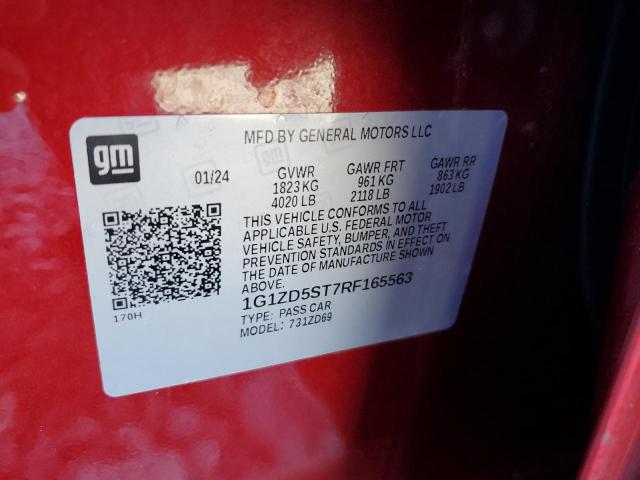 gm
MFD BY GENERAL MOTORS LLC
01/24
GVWR GAWR FRT GAWR RR
1823 KG 961 KG 863 KG
4020 LB 2118 LB 1902 LB
THIS VEHICLE CONFORMS TO ALL
APPLICABLE U.S. FEDERAL MOTOR
VEHICLE SAFETY, BUMPER, AND THEFT
PREVENTION STANDARDS IN EFFECT ON
THE DATE OF MANUFACTURE SHOWN
ABOVE.
1G1ZD5ST7RF165563
TYPE: PASS CAR
MODEL: 731ZD69
170H